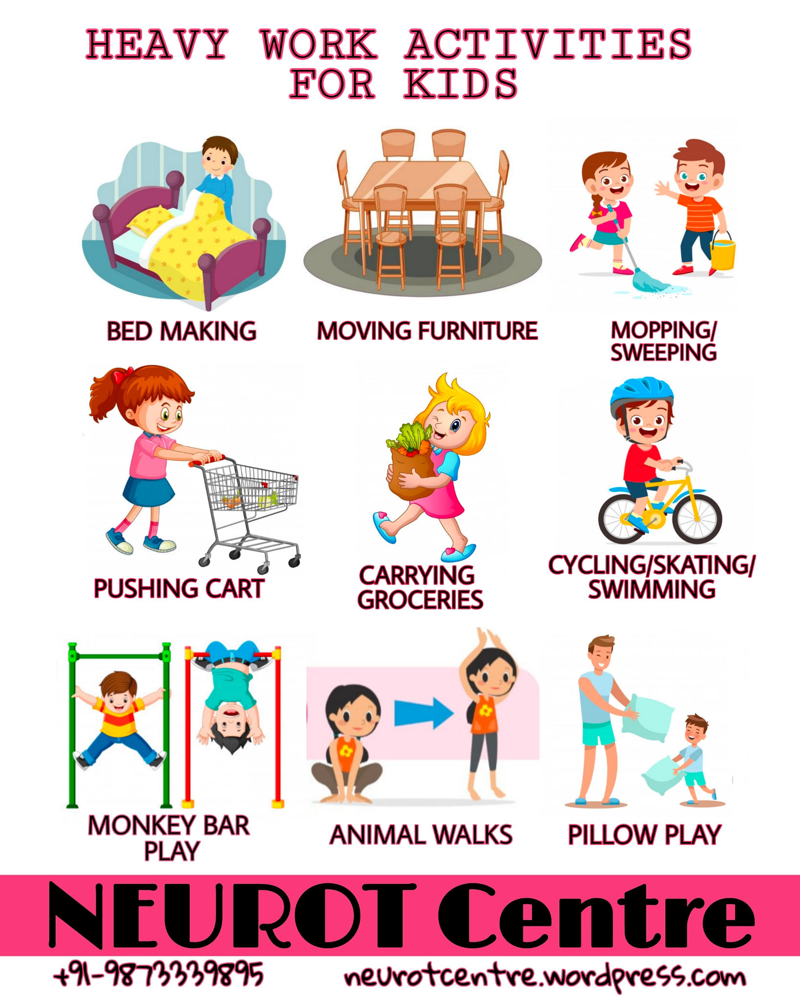 HEAVY WORK ACTIVITIES
FOR KIDS
BED MAKING
MOVING FURNITURE
MOPPING/
SWEEPING
PUSHING CART
CARRYING
GROCERIES
CYCLING/SKATING/
SWIMMING
MONKEY BAR
PLAY
ANIMAL WALKS
PILLOW PLAY
NEUROT Centre
+91-9873339895
neurotcentre.wordpress.com